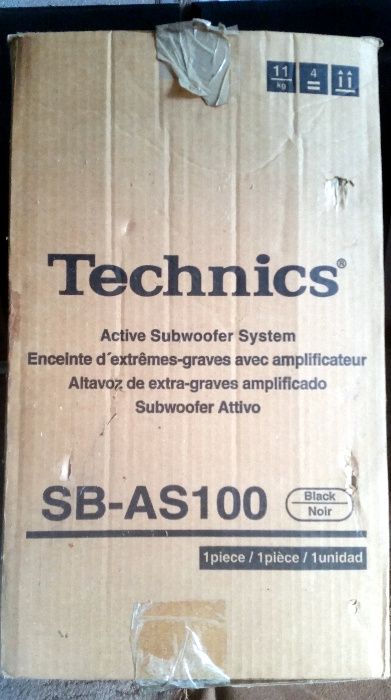 11 kg
4
Technics®
Active Subwoofer System
Enceinte d´extrêmes-graves avec amplificateur
Altavoz de extra-graves amplificado
Subwoofer Attivo
SB-AS100
Black
Noir
1piece / 1pièce / 1unidad